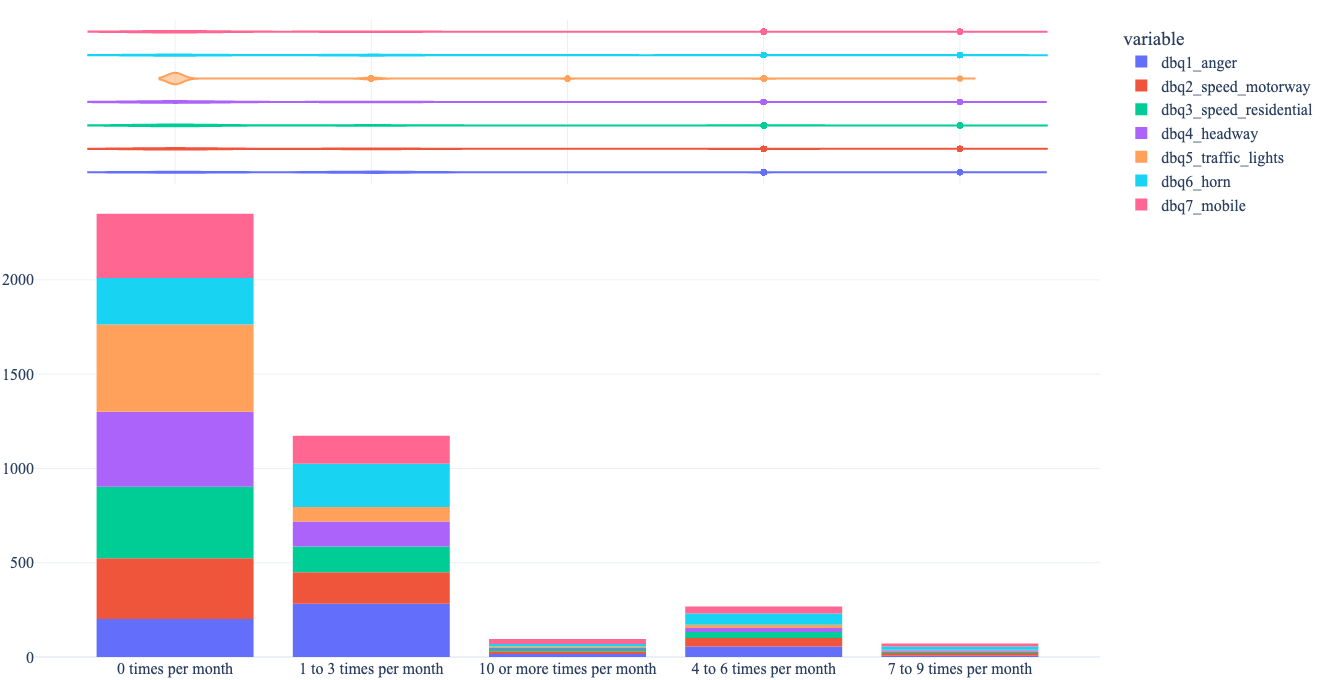 variable
dbq1_anger
dbq2_speed_motorway
dbq3_speed_residential
dbq4_headway
dbq5_traffic_lights
dbq6_horn
dbq7_mobile
2000
1500
1000
500
0
0 times per month
1 to 3 times per month
10 or more times per month
4 to 6 times per month
7 to 9 times per month